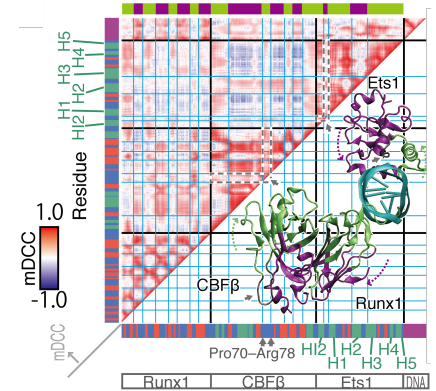 H5
H4
H3
H2
H1
HI2
Residue
1.0
mDCC
-1.0
mDCC
Ets1
CBFβ
Runx1
Pro70–Arg78
HI2
H1
H2
H3
H4
H5
Runx1
CBFβ
Ets1
DNA